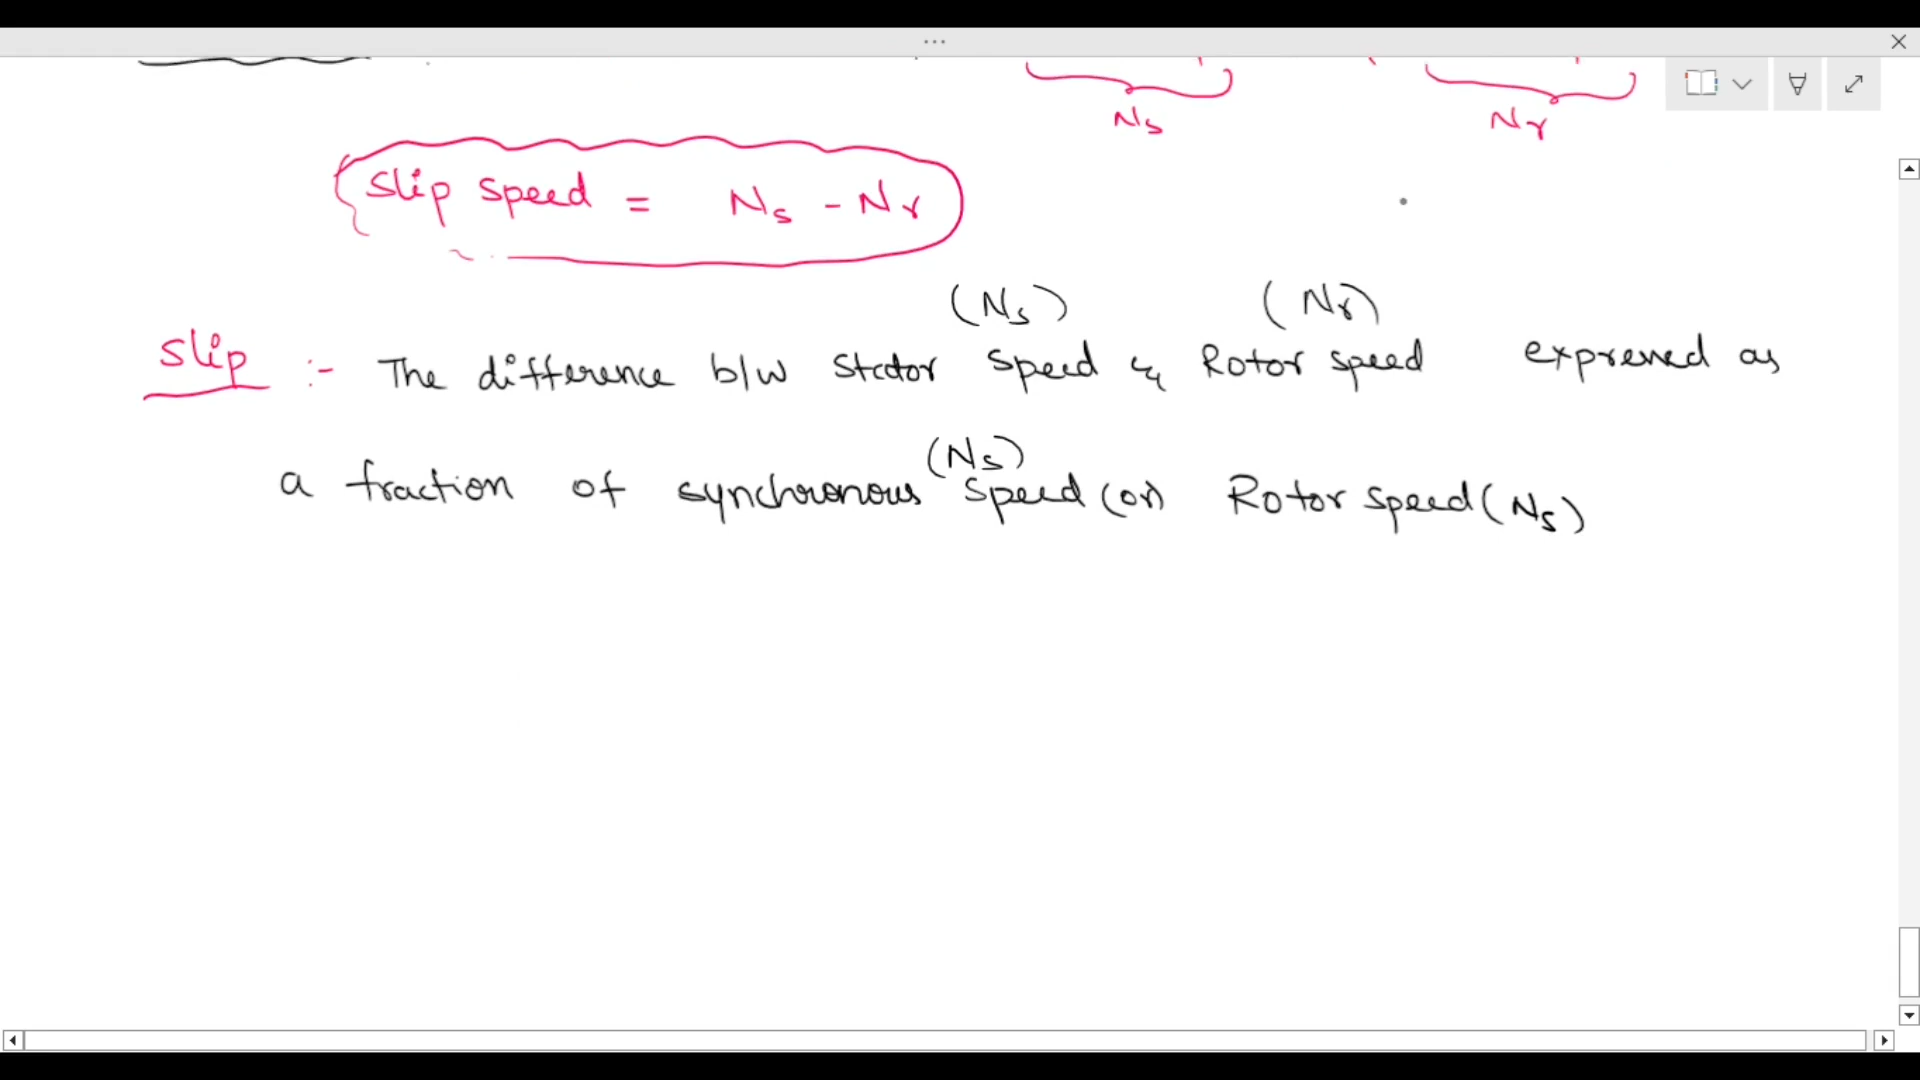 Ns Nr
Slip speed = Ns - Nr
(Ns) (Nr)
Slip :- The difference b/w Stator Speed & Rotor speed expressed as
(Ns)
a fraction of synchronous Speed (or) Rotor speed (Ns)